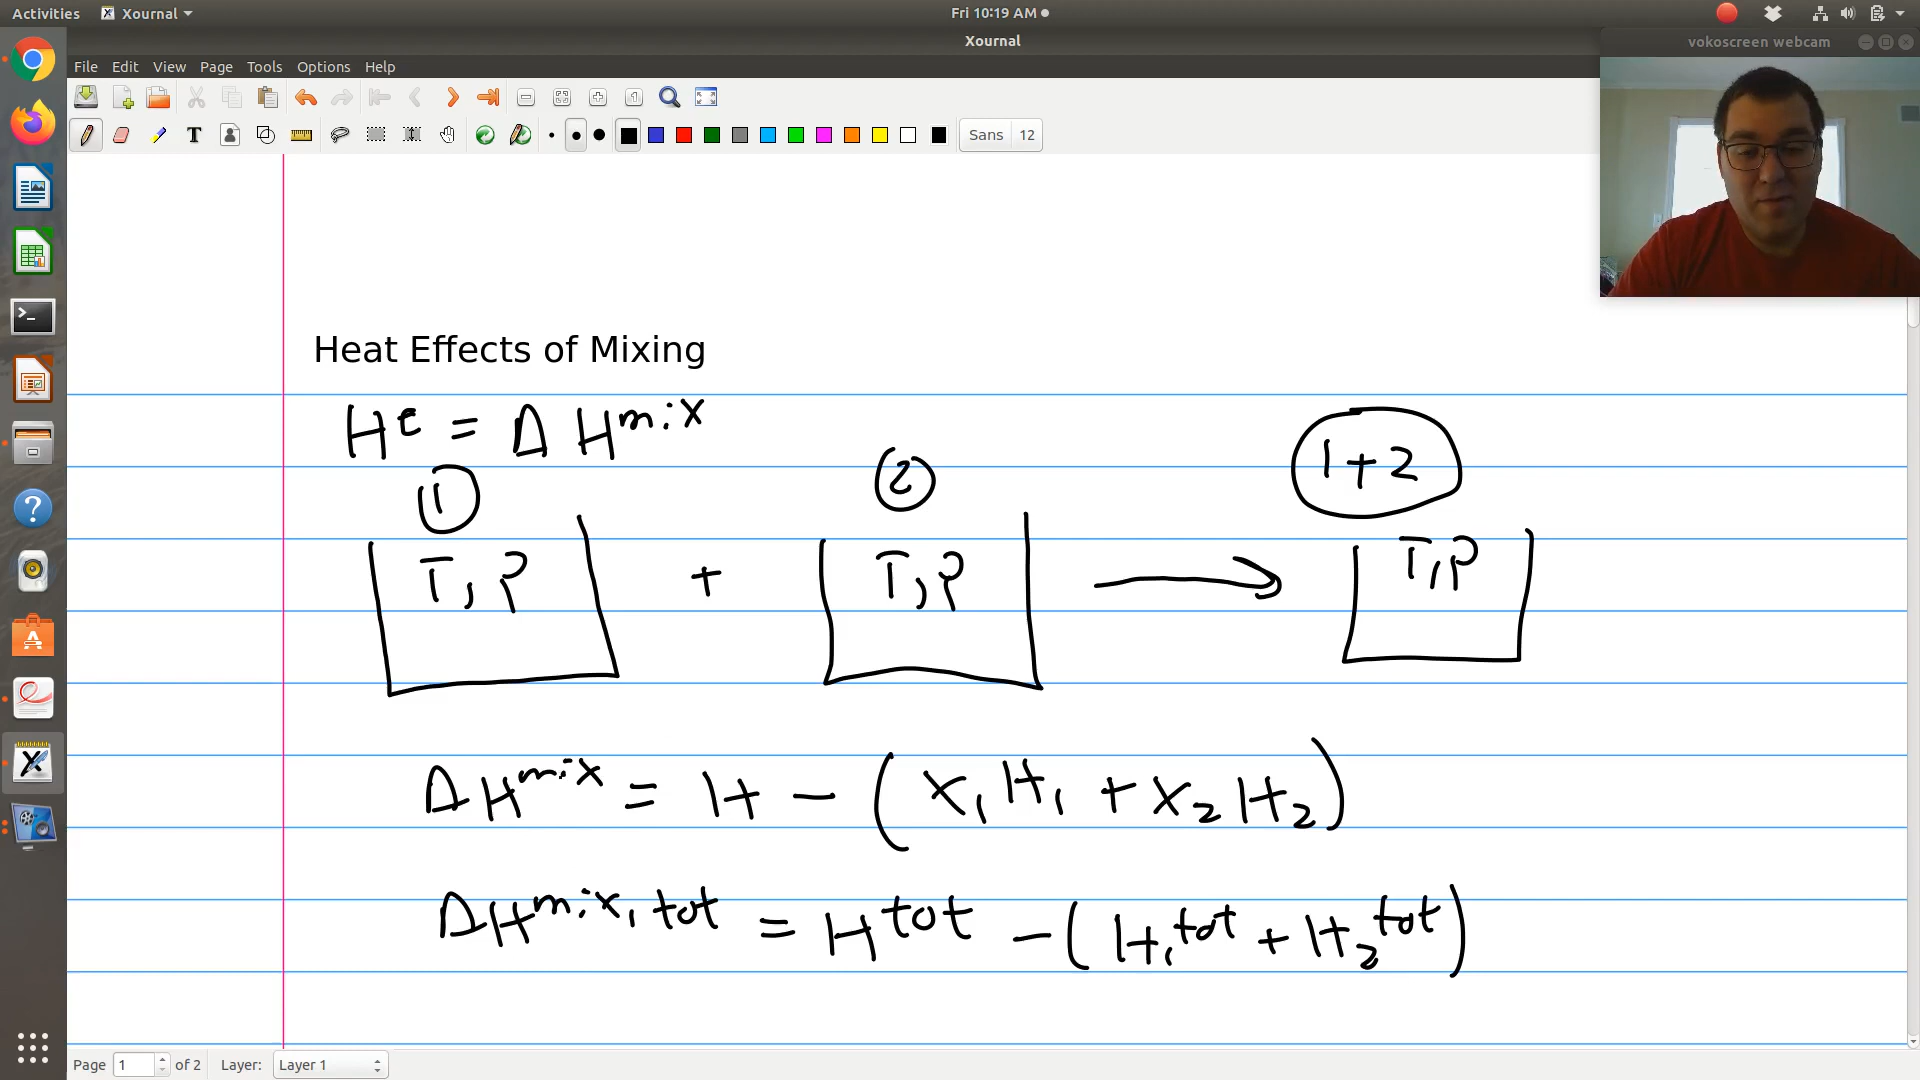 Activities Xournal Fri 10:19 AM
Xournal
vokoscreen webcam
File Edit View Page Tools Options Help
Sans 12
Heat Effects of Mixing
H^E = ΔH^mix
① ② 1+2
T, P + T, P → T, P
ΔH^mix = H - (x₁H₁ + x₂H₂)
ΔH^mix, tot = H^tot - (H₁^tot + H₂^tot)
Page 1 of 2 Layer: Layer 1